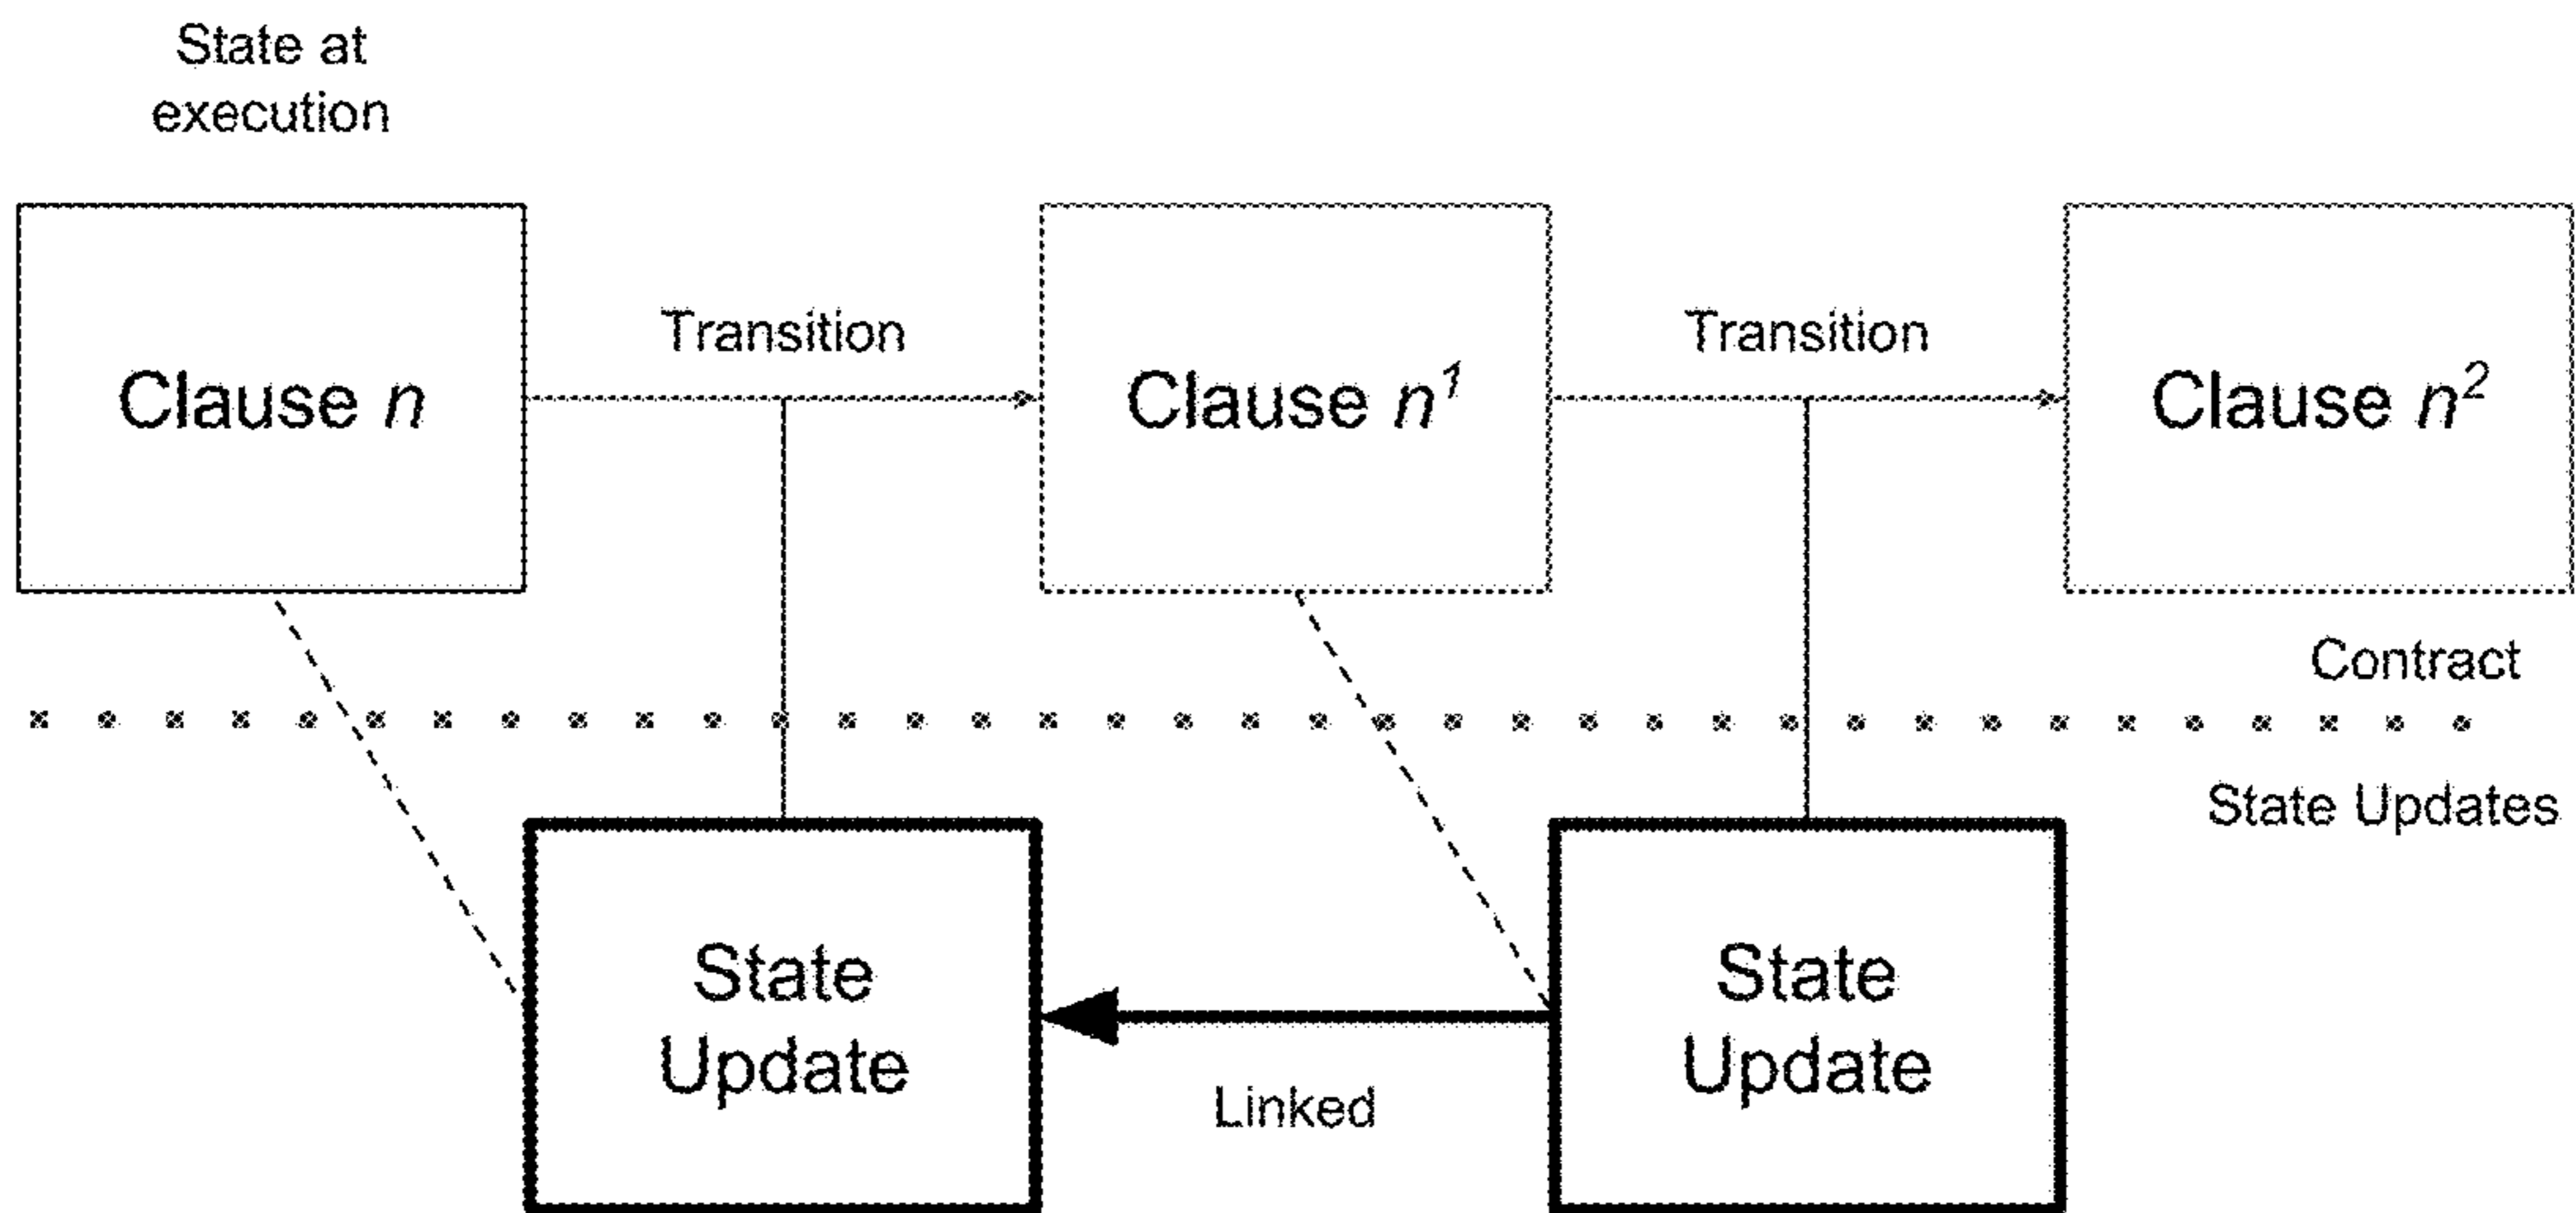 State at
execution
Transition
Transition
Clause n
Clause n¹
Clause n²
Contract
State Updates
State
Update
State
Update
Linked